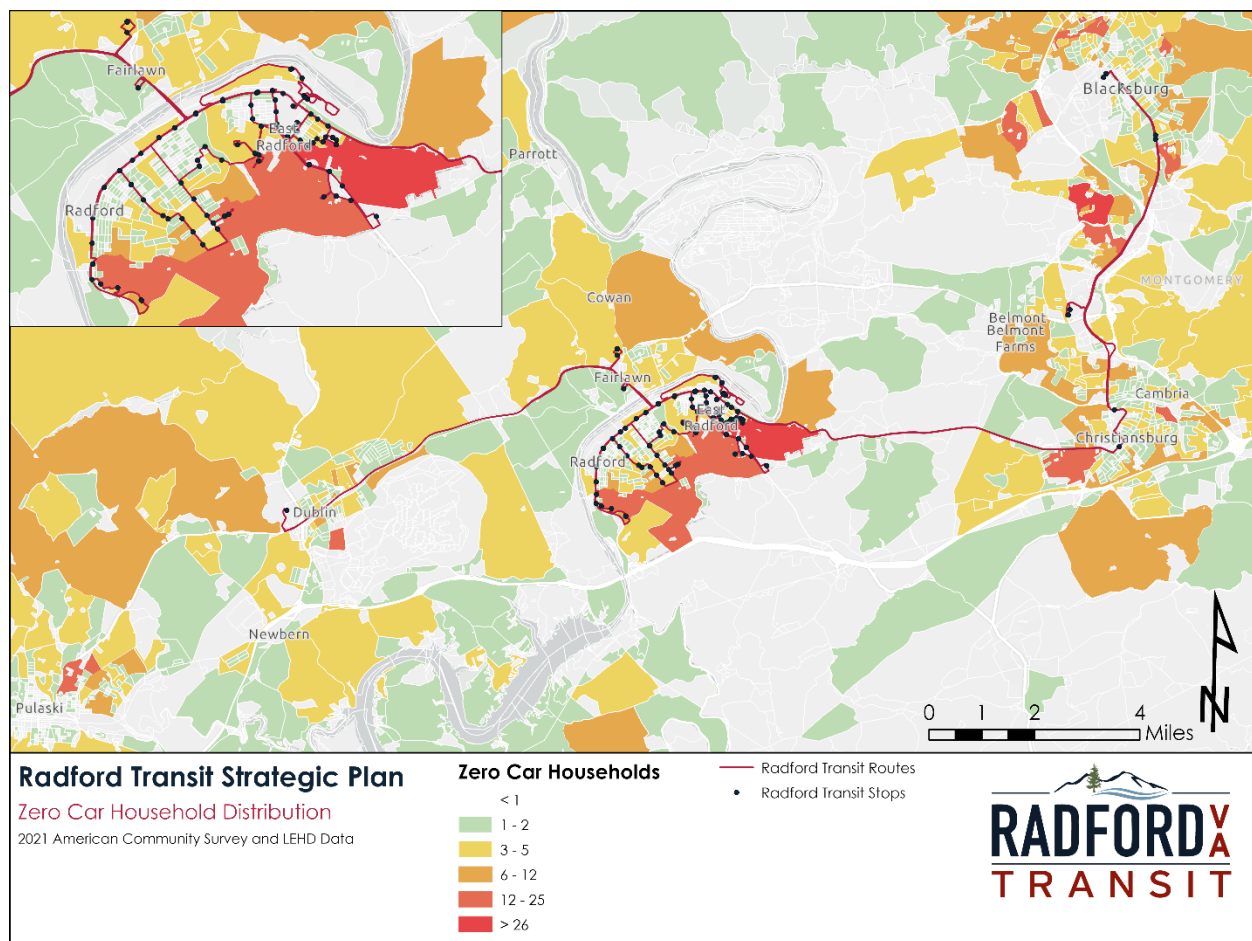 Fairlawn
East
Radford
Radford
Blacksburg
Parrott
MONTGOMERY
Cowan
Belmont
Belmont
Farms
Fairlawn
Cambria
East
Radford
Christiansburg
Radford
Dublin
Newbern
Pulaski
0 1 2 4
Miles
N
Radford Transit Strategic Plan
Zero Car Household Distribution
2021 American Community Survey and LEHD Data
Zero Car Households
< 1
1 - 2
3 - 5
6 - 12
12 - 25
> 26
Radford Transit Routes
Radford Transit Stops
RADFORD VA
TRANSIT